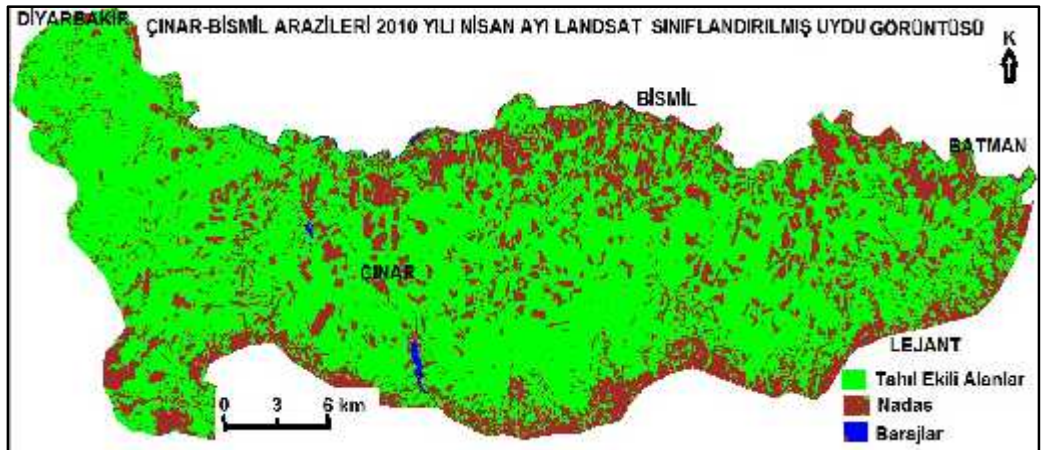 DİYARBAKIR
ÇINAR-BİSMİL ARAZİLERİ 2010 YILI NİSAN AYI LANDSAT SINIFLANDIRILMIŞ UYDU GÖRÜNTÜSÜ
K
BİSMİL
BATMAN
ÇINAR
LEJANT
Tahıl Ekili Alanlar
Nadas
Barajlar
0 3 6 km